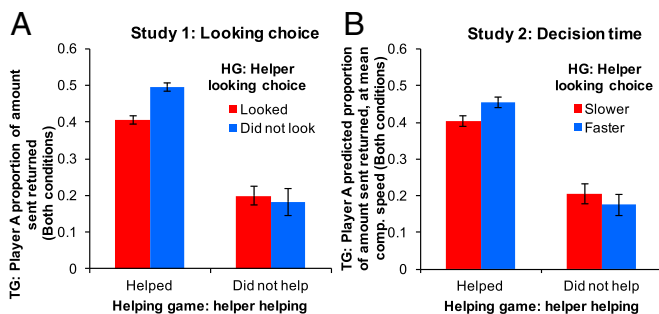 A
Study 1: Looking choice
TG: Player A proportion of amount
sent returned
(Both conditions)
0.6
0.5
0.4
0.3
0.2
0.1
0
HG: Helper
looking choice
Looked
Did not look
Helped
Did not help
Helping game: helper helping
B
Study 2: Decision time
TG: Player A predicted proportion
of amount sent returned, at mean
comp. speed (Both conditions)
0.6
0.5
0.4
0.3
0.2
0.1
0
HG: Helper
looking choice
Slower
Faster
Helped
Did not help
Helping game: helper helping